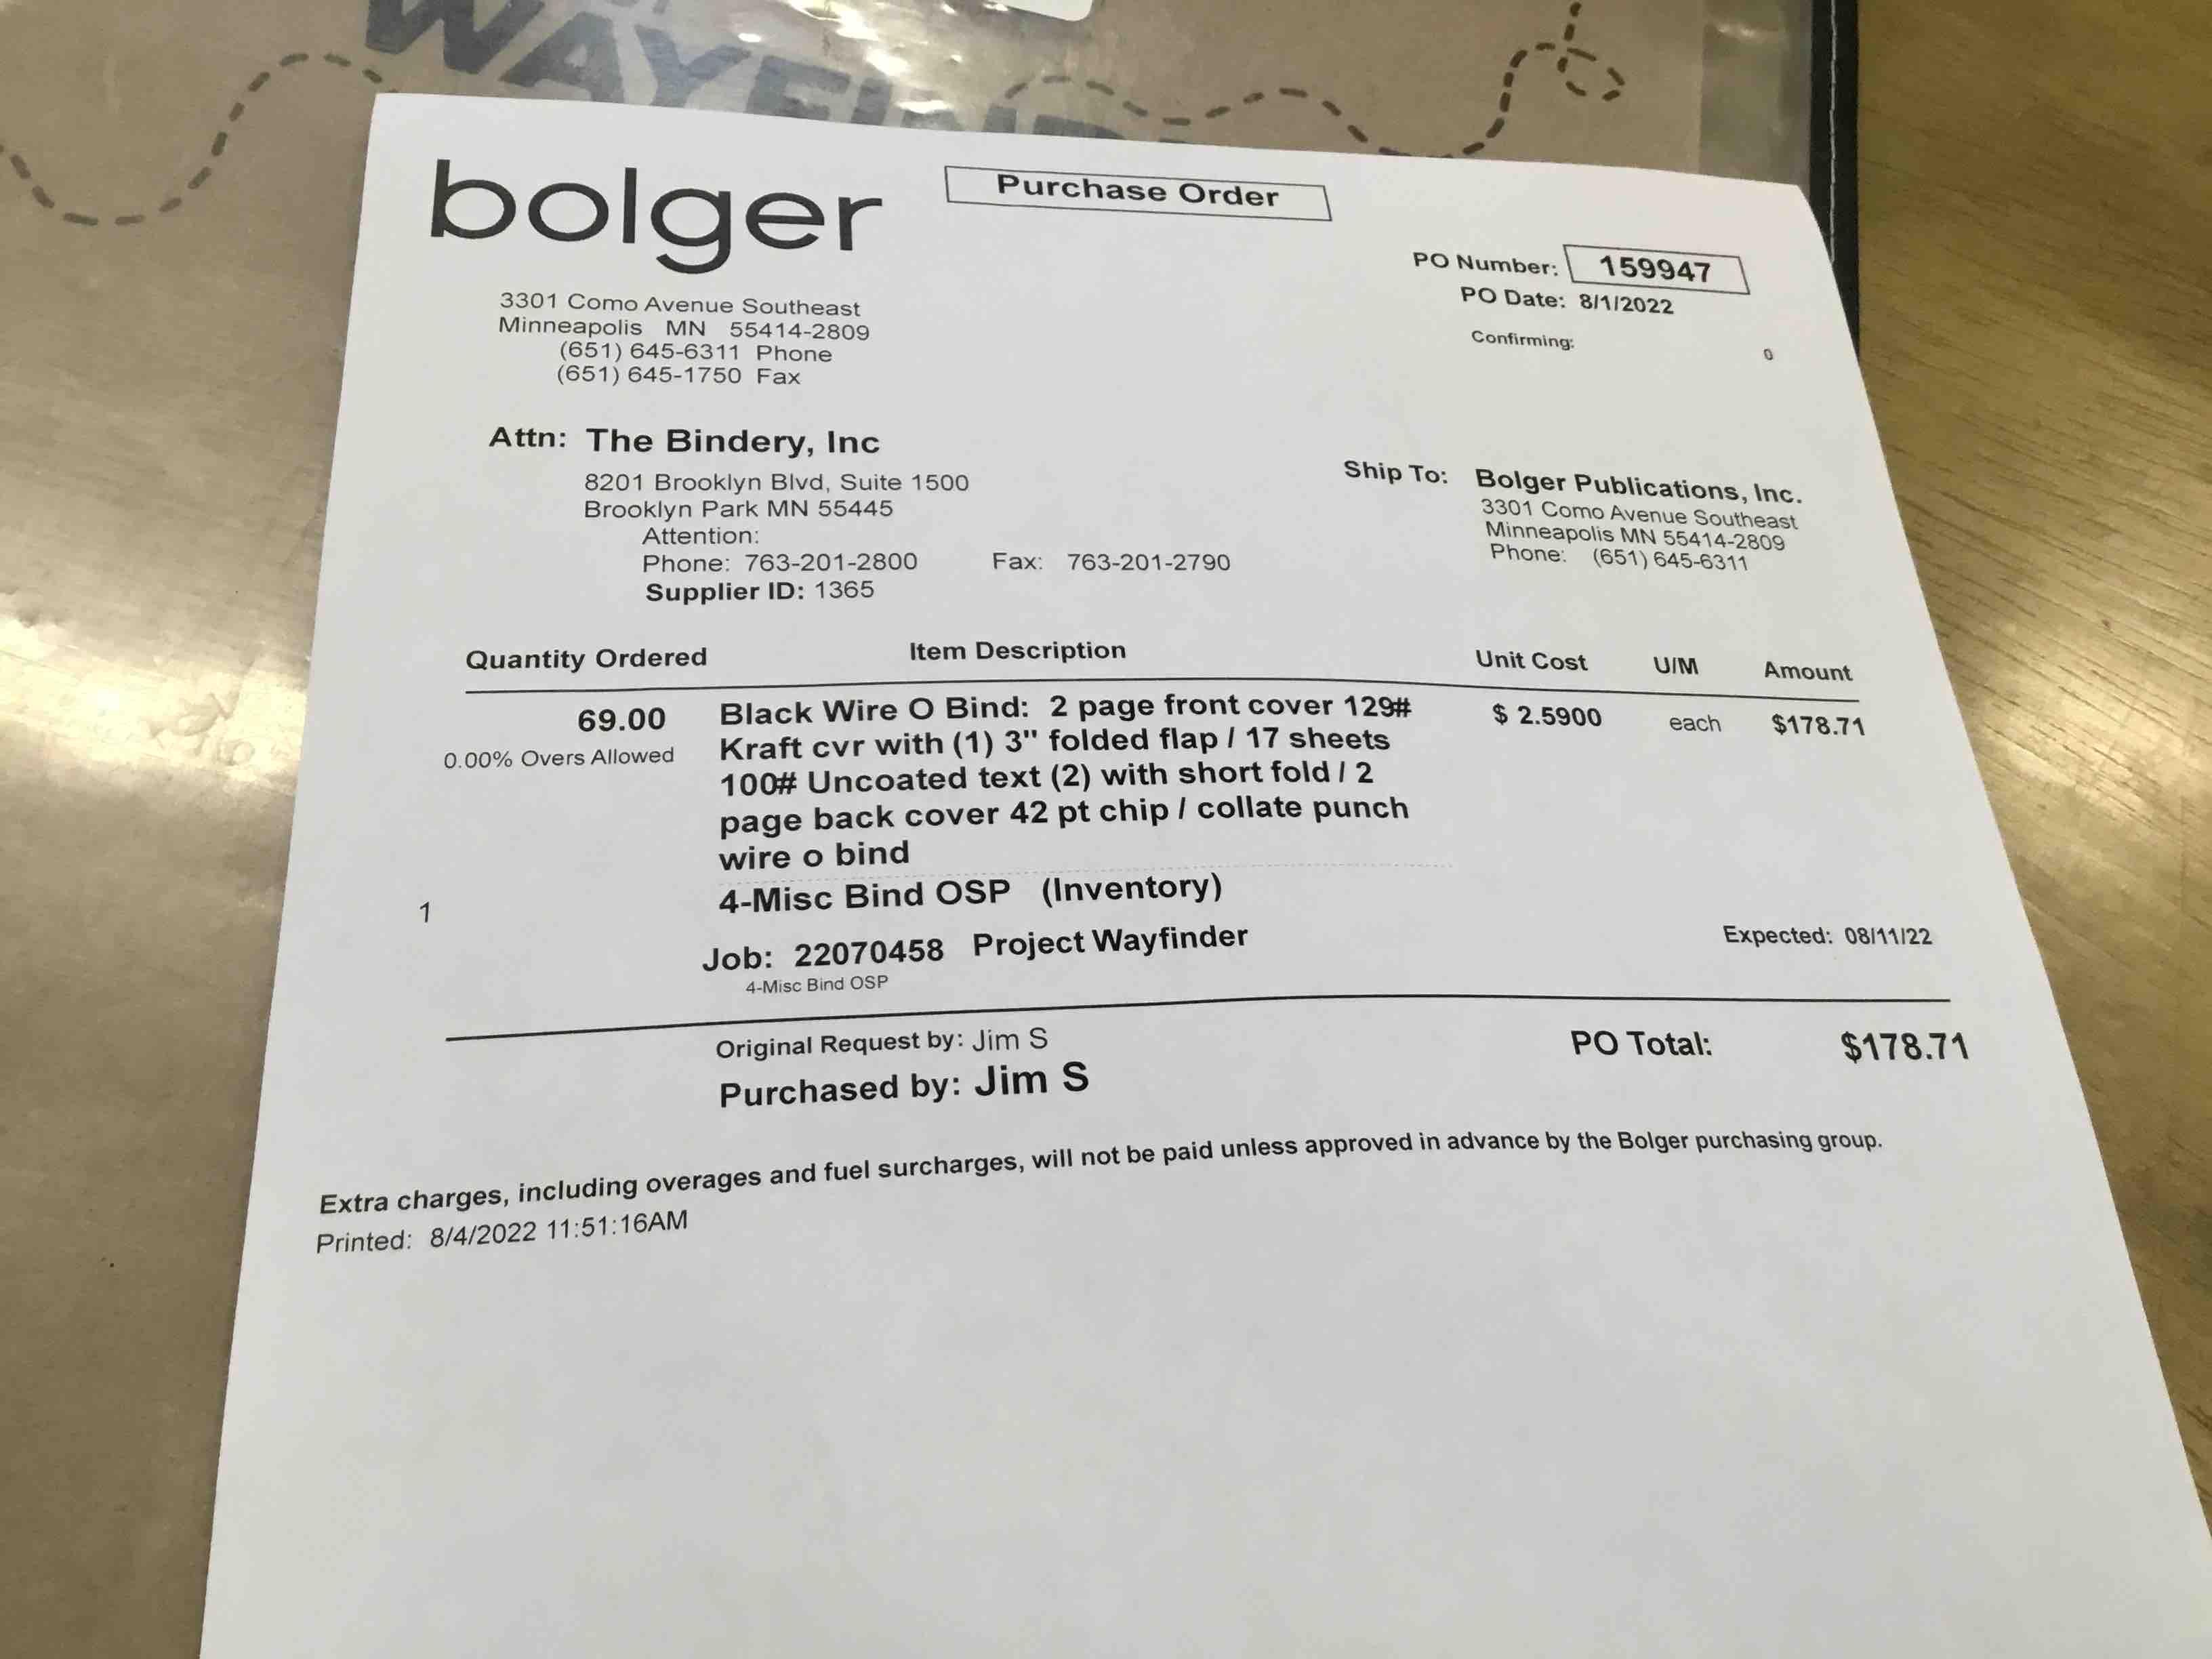 WAYFIND
bolger
Purchase Order
3301 Como Avenue Southeast
Minneapolis MN 55414-2809
(651) 645-6311 Phone
(651) 645-1750 Fax
PO Number: 159947
PO Date: 8/1/2022
Confirming: 0
Attn: The Bindery, Inc
8201 Brooklyn Blvd, Suite 1500
Brooklyn Park MN 55445
Attention:
Phone: 763-201-2800 Fax: 763-201-2790
Supplier ID: 1365
Ship To: Bolger Publications, Inc.
3301 Como Avenue Southeast
Minneapolis MN 55414-2809
Phone: (651) 645-6311
Quantity Ordered Item Description Unit Cost U/M Amount
69.00 Black Wire O Bind: 2 page front cover 129# $ 2.5900 each $178.71
0.00% Overs Allowed Kraft cvr with (1) 3" folded flap / 17 sheets
100# Uncoated text (2) with short fold / 2
page back cover 42 pt chip / collate punch
wire o bind
1 4-Misc Bind OSP (Inventory)
Job: 22070458 Project Wayfinder Expected: 08/11/22
4-Misc Bind OSP
Original Request by: Jim S PO Total: $178.71
Purchased by: Jim S
Extra charges, including overages and fuel surcharges, will not be paid unless approved in advance by the Bolger purchasing group.
Printed: 8/4/2022 11:51:16AM